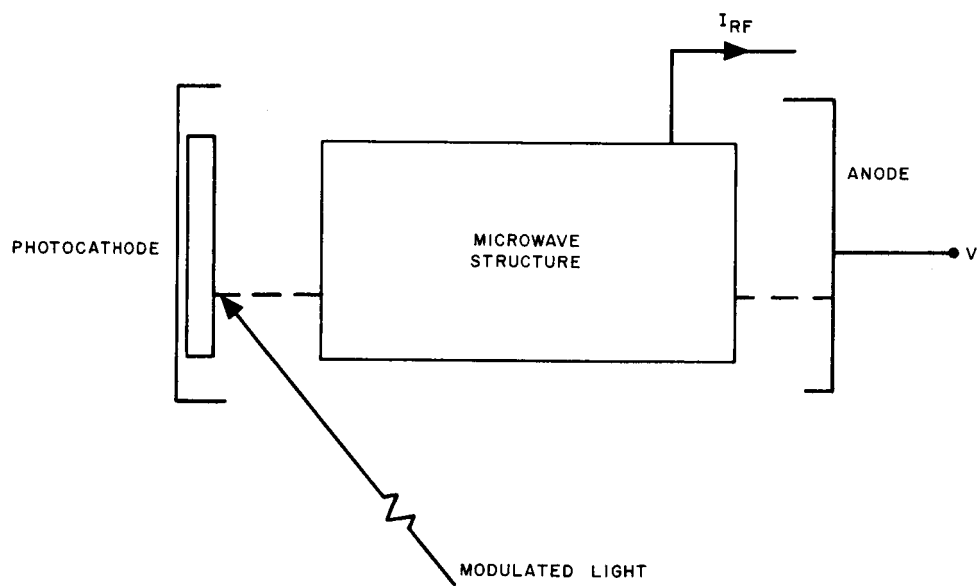 I_RF
ANODE
PHOTOCATHODE
MICROWAVE
STRUCTURE
V
MODULATED LIGHT